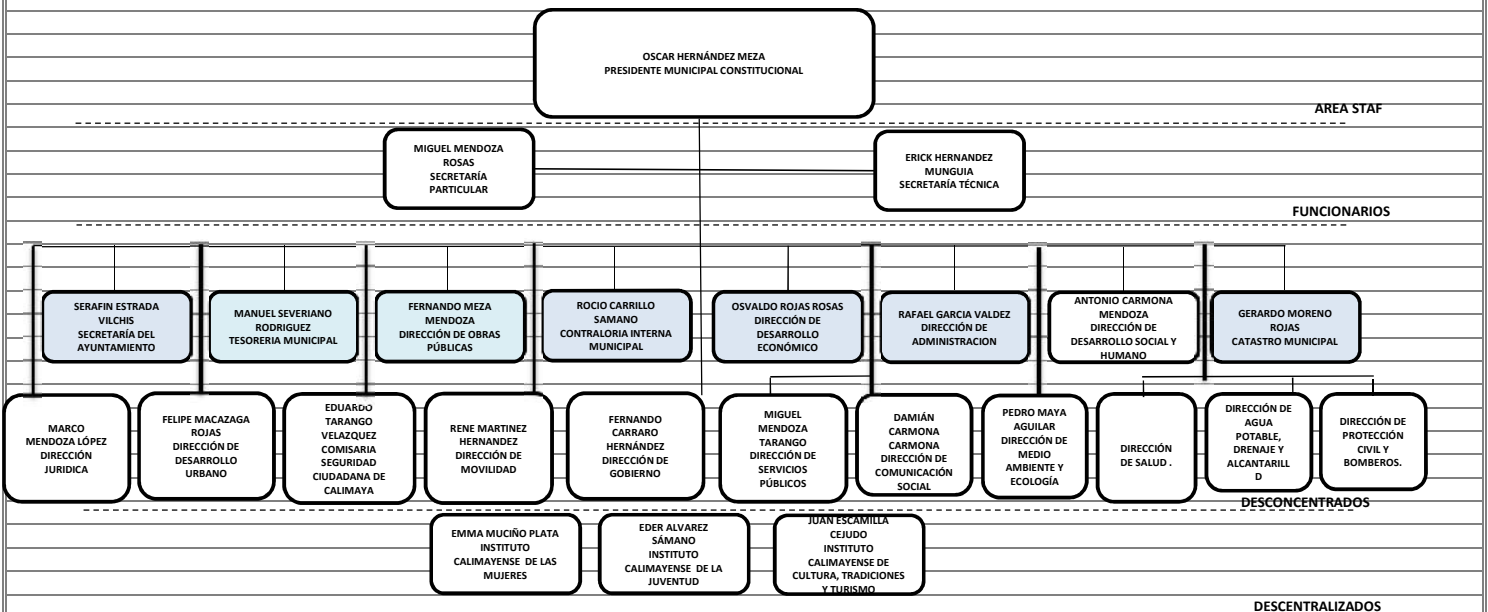 OSCAR HERNÁNDEZ MEZA
PRESIDENTE MUNICIPAL CONSTITUCIONAL
AREA STAF
MIGUEL MENDOZA
ROSAS
SECRETARÍA
PARTICULAR
ERICK HERNANDEZ
MUNGUIA
SECRETARÍA TÉCNICA
FUNCIONARIOS
SERAFIN ESTRADA
VILCHIS
SECRETARÍA DEL
AYUNTAMIENTO
MANUEL SEVERIANO
RODRIGUEZ
TESORERIA MUNICIPAL
FERNANDO MEZA
MENDOZA
DIRECCIÓN DE OBRAS
PÚBLICAS
ROCIO CARRILLO
SAMANO
CONTRALORIA INTERNA
MUNICIPAL
OSVALDO ROJAS ROSAS
DIRECCIÓN DE
DESARROLLO
ECONÓMICO
RAFAEL GARCIA VALDEZ
DIRECCIÓN DE
ADMINISTRACION
ANTONIO CARMONA
MENDOZA
DIRECCIÓN DE
DESARROLLO SOCIAL Y
HUMANO
GERARDO MORENO
ROJAS
CATASTRO MUNICIPAL
MARCO
MENDOZA LÓPEZ
DIRECCIÓN
JURIDICA
FELIPE MACAZAGA
ROJAS
DIRECCIÓN DE
DESARROLLO
URBANO
EDUARDO
TARANGO
VELAZQUEZ
COMISARIA
SEGURIDAD
CIUDADANA DE
CALIMAYA
RENE MARTINEZ
HERNANDEZ
DIRECCIÓN DE
MOVILIDAD
FERNANDO
CARRARO
HERNÁNDEZ
DIRECCIÓN DE
GOBIERNO
MIGUEL
MENDOZA
TARANGO
DIRECCIÓN DE
SERVICIOS
PÚBLICOS
DAMIÁN
CARMONA
CARMONA
DIRECCIÓN DE
COMUNICACIÓN
SOCIAL
PEDRO MAYA
AGUILAR
DIRECCIÓN DE
MEDIO
AMBIENTE Y
ECOLOGÍA
DIRECCIÓN
DE SALUD .
DIRECCIÓN DE
AGUA
POTABLE,
DRENAJE Y
ALCANTARILL
D
DIRECCIÓN DE
PROTECCIÓN
CIVIL Y
BOMBEROS.
DESCONCENTRADOS
EMMA MUCIÑO PLATA
INSTITUTO
CALIMAYENSE DE LAS
MUJERES
EDER ALVAREZ
SÁMANO
INSTITUTO
CALIMAYENSE DE LA
JUVENTUD
JUAN ESCAMILLA
CEJUDO
INSTITUTO
CALIMAYENSE DE
CULTURA, TRADICIONES
Y TURISMO
DESCENTRALIZADOS